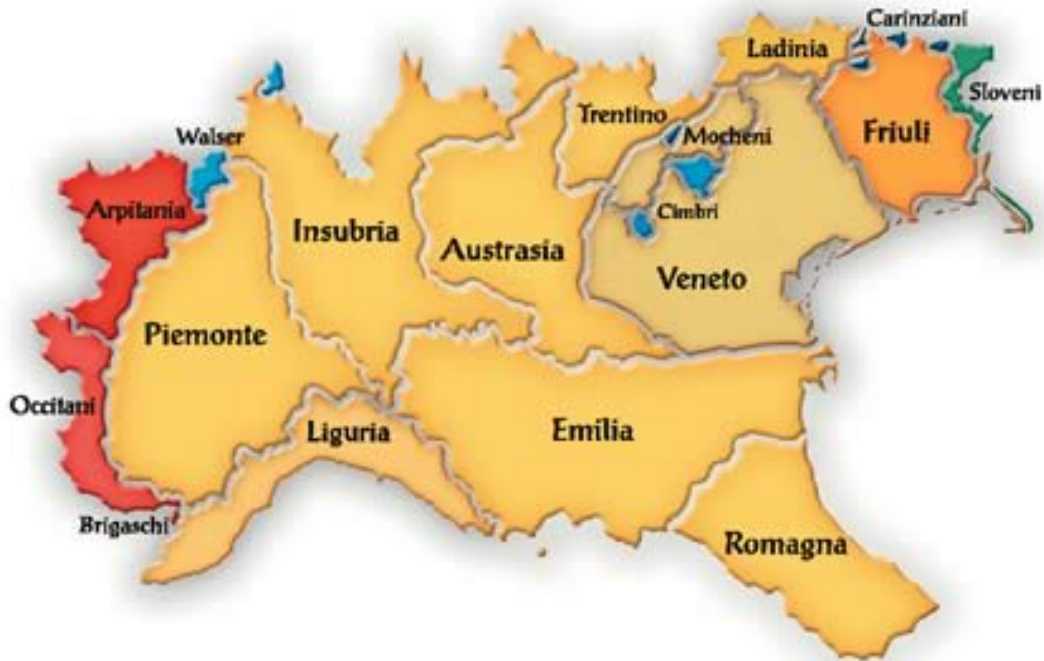 Carinziani
Ladinia
Sloveni
Trentino
Mocheni
Friuli
Walser
Arpitania
Cimbri
Insubria
Austrasia
Veneto
Piemonte
Occitani
Liguria
Emilia
Brigaschi
Romagna